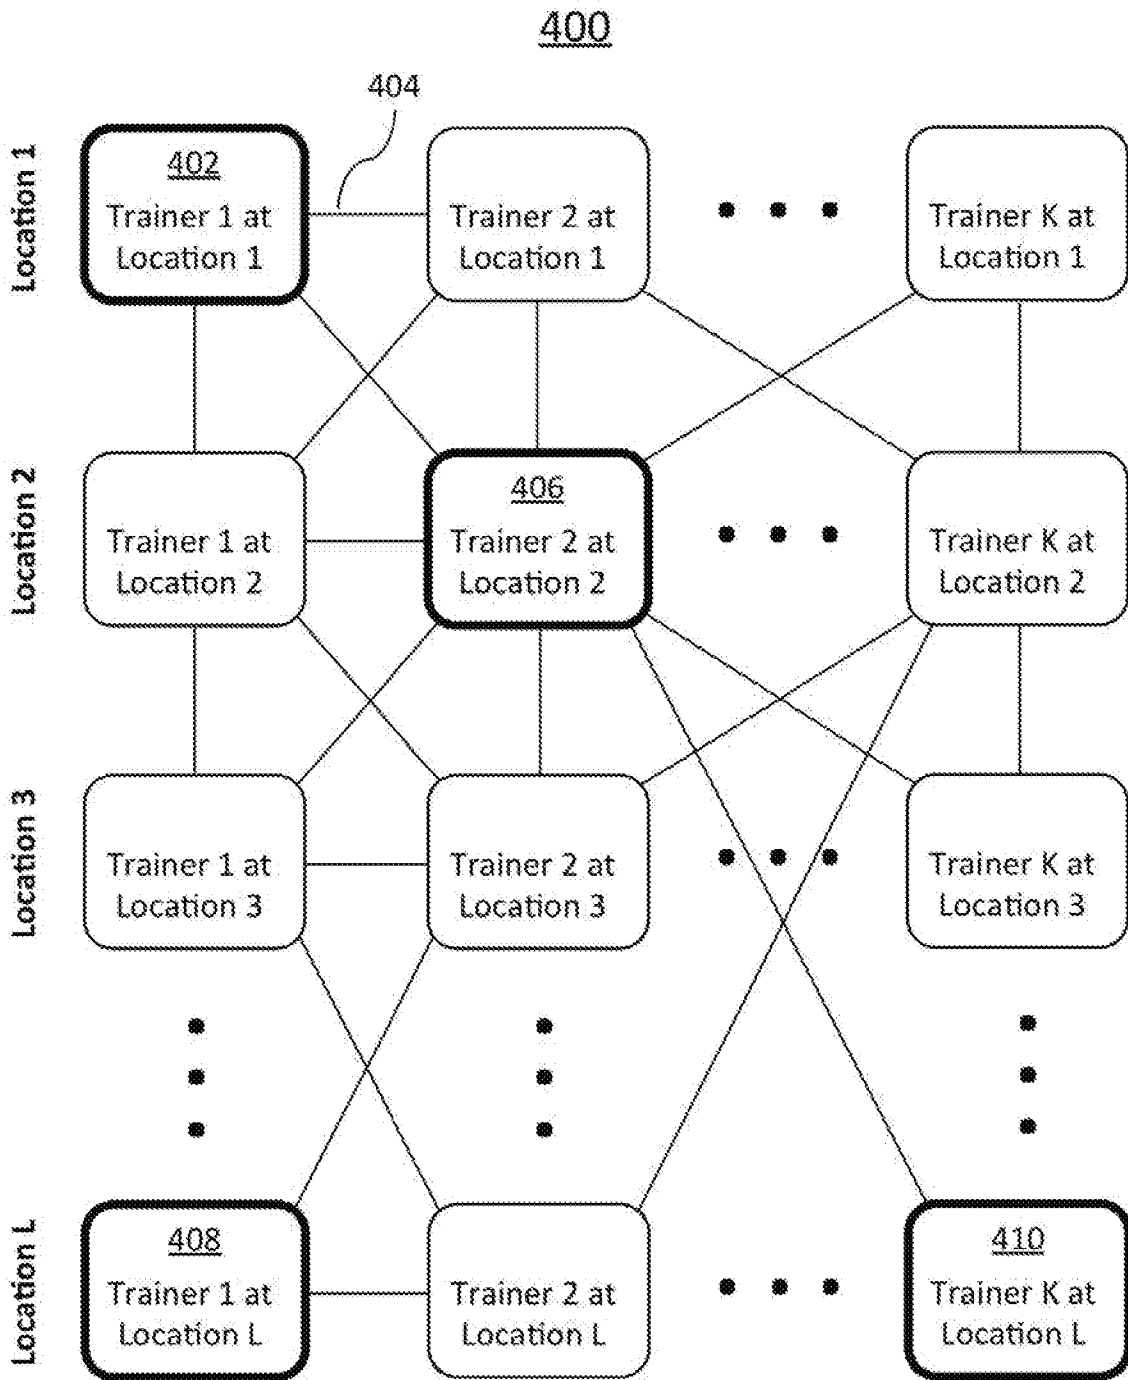 400
404
Location 1
402
Trainer 1 at
Location 1
Trainer 2 at
Location 1
Trainer K at
Location 1
Location 2
Trainer 1 at
Location 2
406
Trainer 2 at
Location 2
Trainer K at
Location 2
Location 3
Trainer 1 at
Location 3
Trainer 2 at
Location 3
Trainer K at
Location 3
Location L
408
Trainer 1 at
Location L
Trainer 2 at
Location L
410
Trainer K at
Location L